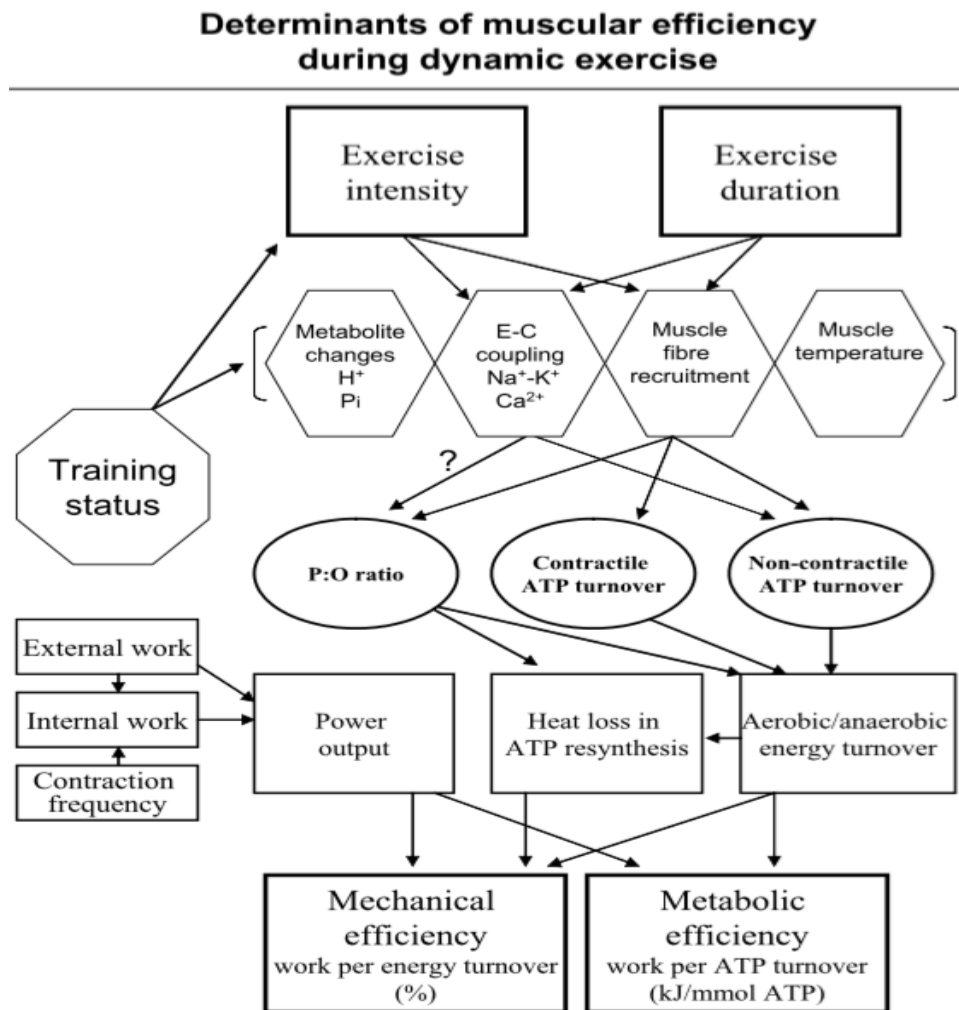 Determinants of muscular efficiency
during dynamic exercise
Exercise
intensity
Exercise
duration
Metabolite
changes
H⁺
Pi
E-C
coupling
Na⁺-K⁺
Ca²⁺
Muscle
fibre
recruitment
Muscle
temperature
Training
status
?
P:O ratio
Contractile
ATP turnover
Non-contractile
ATP turnover
External work
Internal work
Contraction
frequency
Power
output
Heat loss in
ATP resynthesis
Aerobic/anaerobic
energy turnover
Mechanical
efficiency
work per energy turnover
(%)
Metabolic
efficiency
work per ATP turnover
(kJ/mmol ATP)